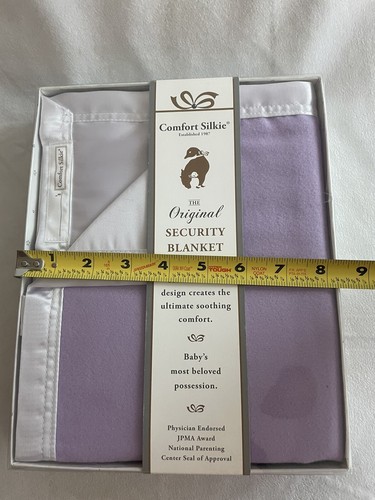 Comfort Silkie®
Established 1987
Comfort Silkie®
THE
Original
SECURITY
BLANKET
1 2 3 4 5 6 7 8 9
TOUGH
design creates the
ultimate soothing
comfort.
Baby's
most beloved
possession.
Physician Endorsed
JPMA Award
National Parenting
Center Seal of Approval